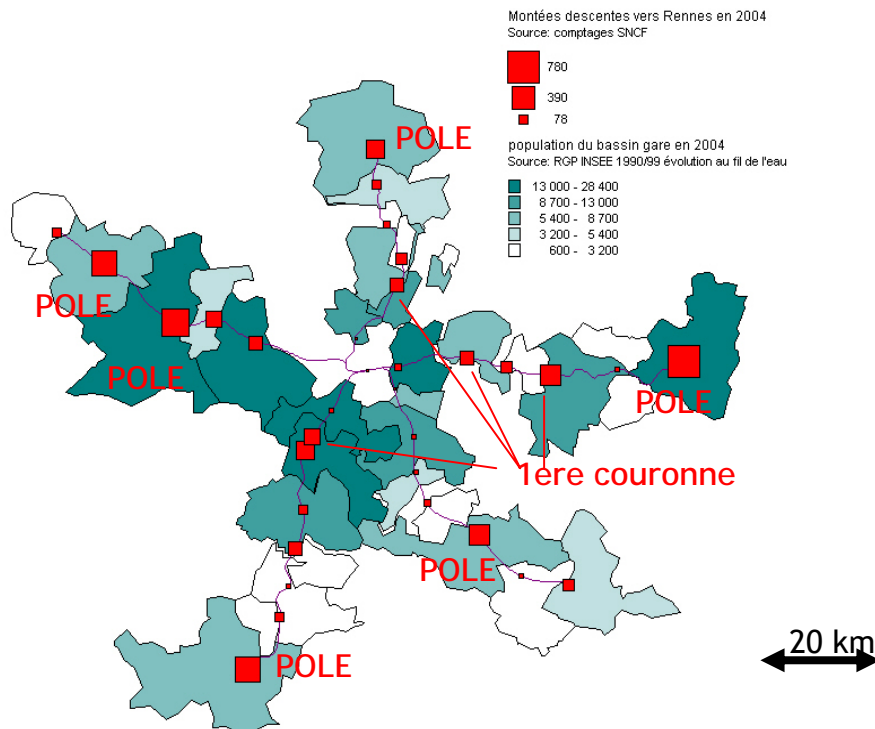 Montées descentes vers Rennes en 2004
Source: comptages SNCF
780
390
78
population du bassin gare en 2004
Source: RGP INSEE 1990/99 évolution au fil de l'eau
13 000 - 28 400
8 700 - 13 000
5 400 - 8 700
3 200 - 5 400
600 - 3 200
POLE
POLE
POLE
POLE
1ère couronne
POLE
20 km
POLE